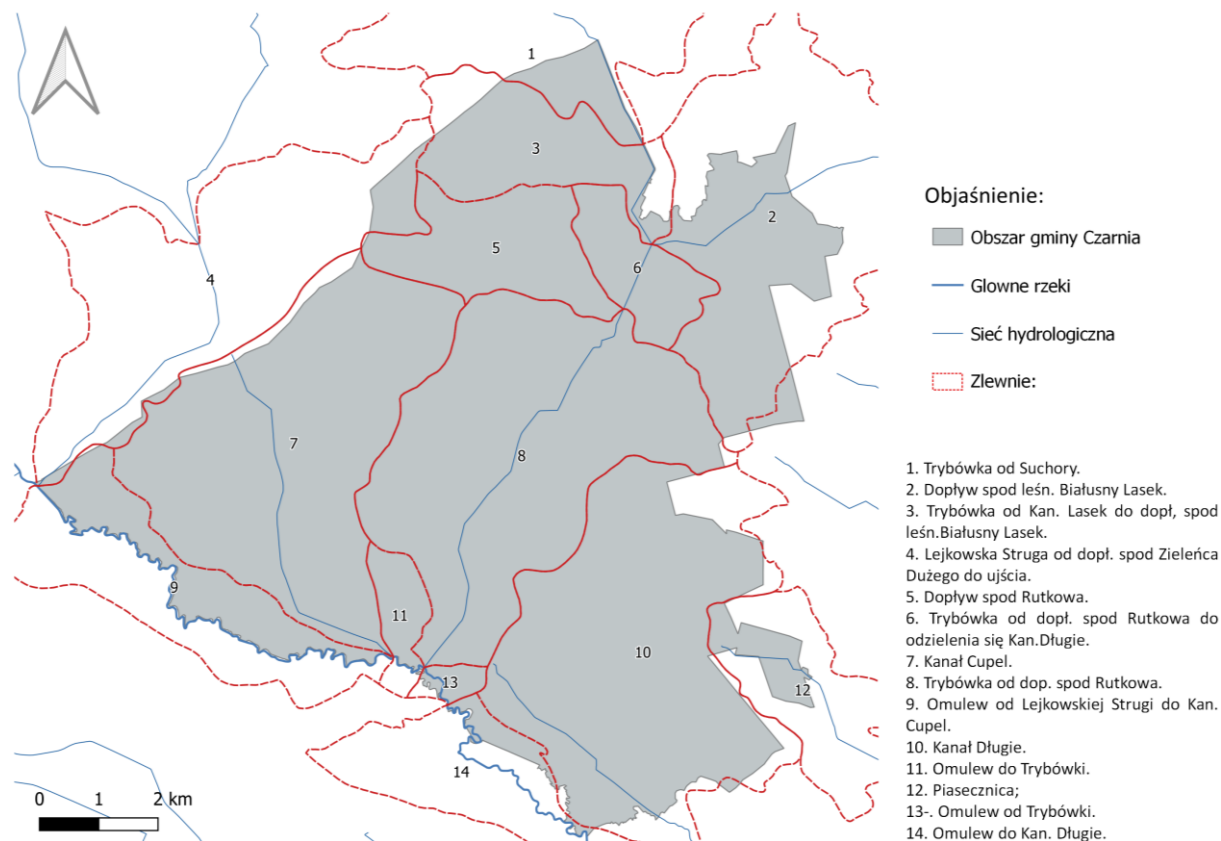 1
3
2
5
6
4
7
8
9
11
10
13
12
14
0 1 2 km
Objaśnienie:
Obszar gminy Czarnia
Glowne rzeki
Sieć hydrologiczna
Zlewnie:
1. Trybówka od Suchory.
2. Dopływ spod leśn. Białusny Lasek.
3. Trybówka od Kan. Lasek do dopł, spod
leśn.Białusny Lasek.
4. Lejkowska Struga od dopł. spod Zieleńca
Dużego do ujścia.
5. Dopływ spod Rutkowa.
6. Trybówka od dopł. spod Rutkowa do
odzielenia się Kan.Długie.
7. Kanał Cupel.
8. Trybówka od dop. spod Rutkowa.
9. Omulew od Lejkowskiej Strugi do Kan.
Cupel.
10. Kanał Długie.
11. Omulew do Trybówki.
12. Piasecznica;
13-. Omulew od Trybówki.
14. Omulew do Kan. Długie.